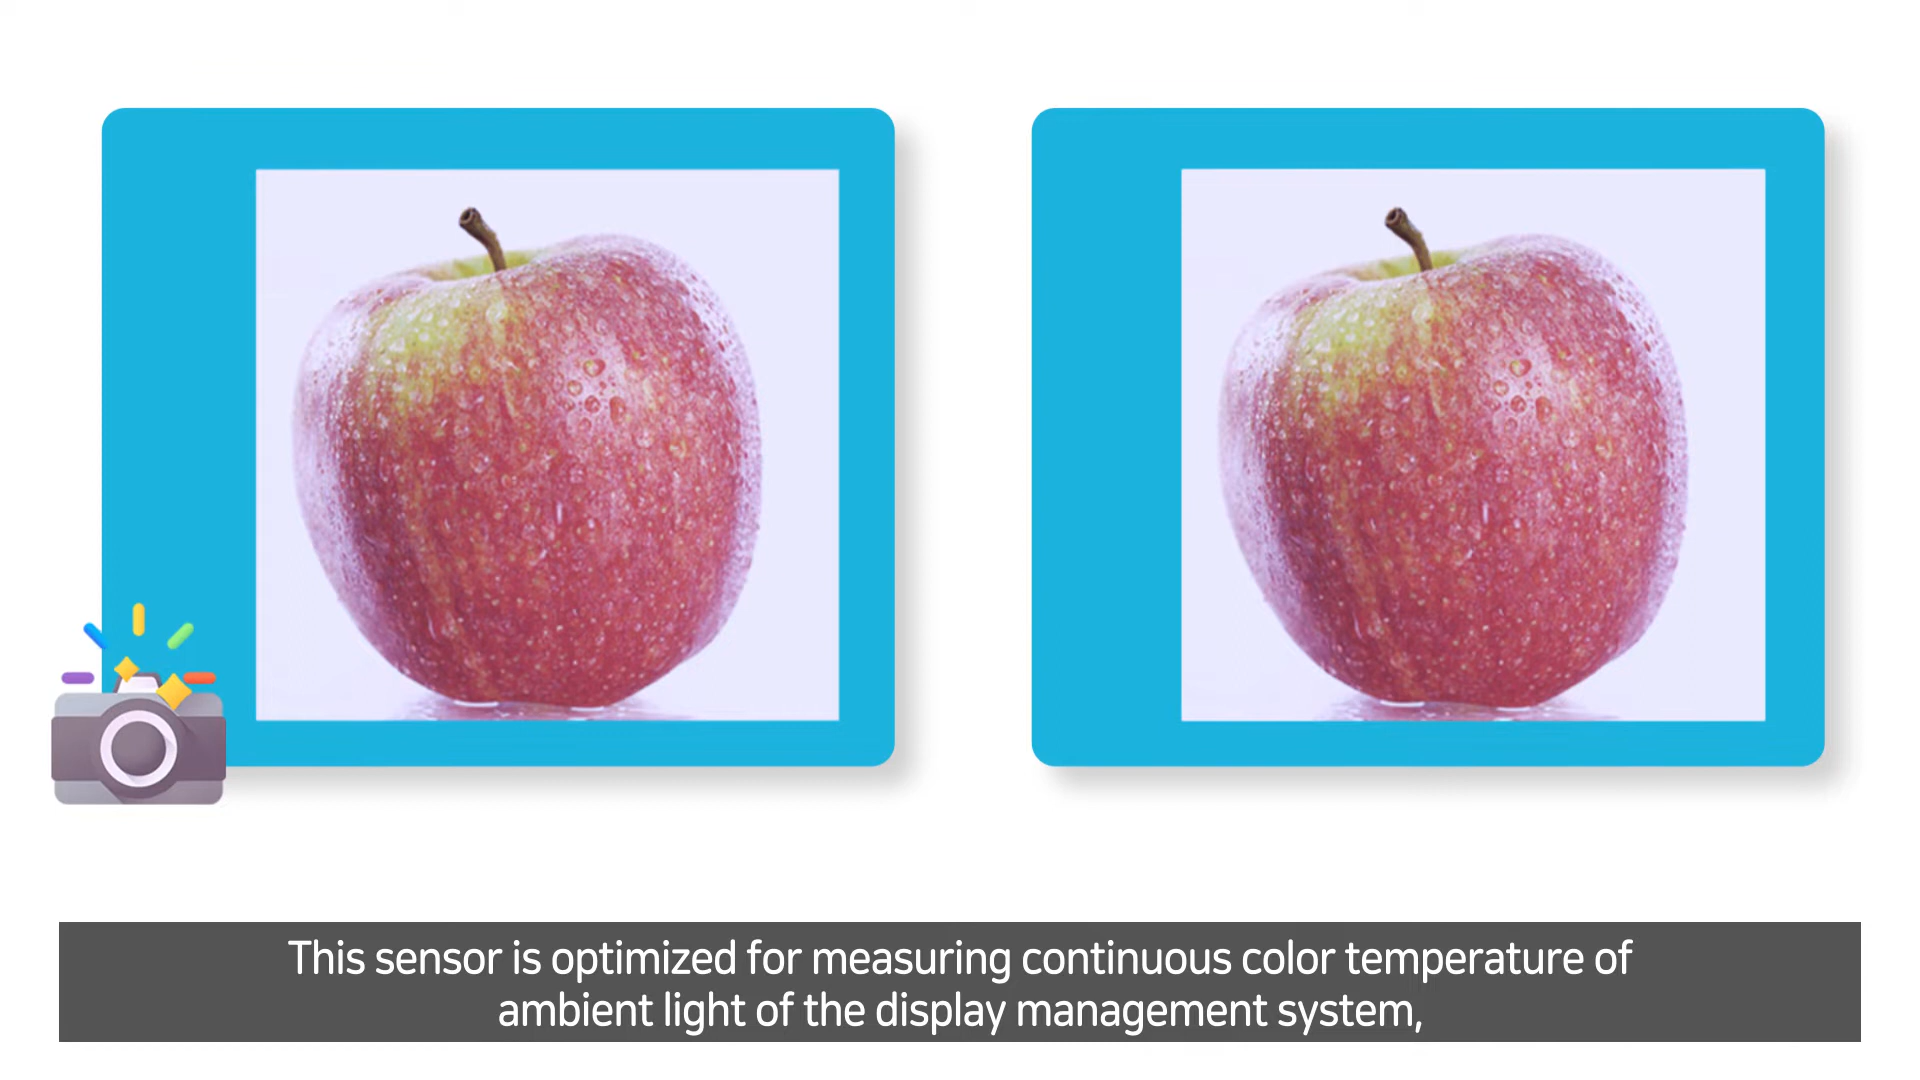 This sensor is optimized for measuring continuous color temperature of
ambient light of the display management system,